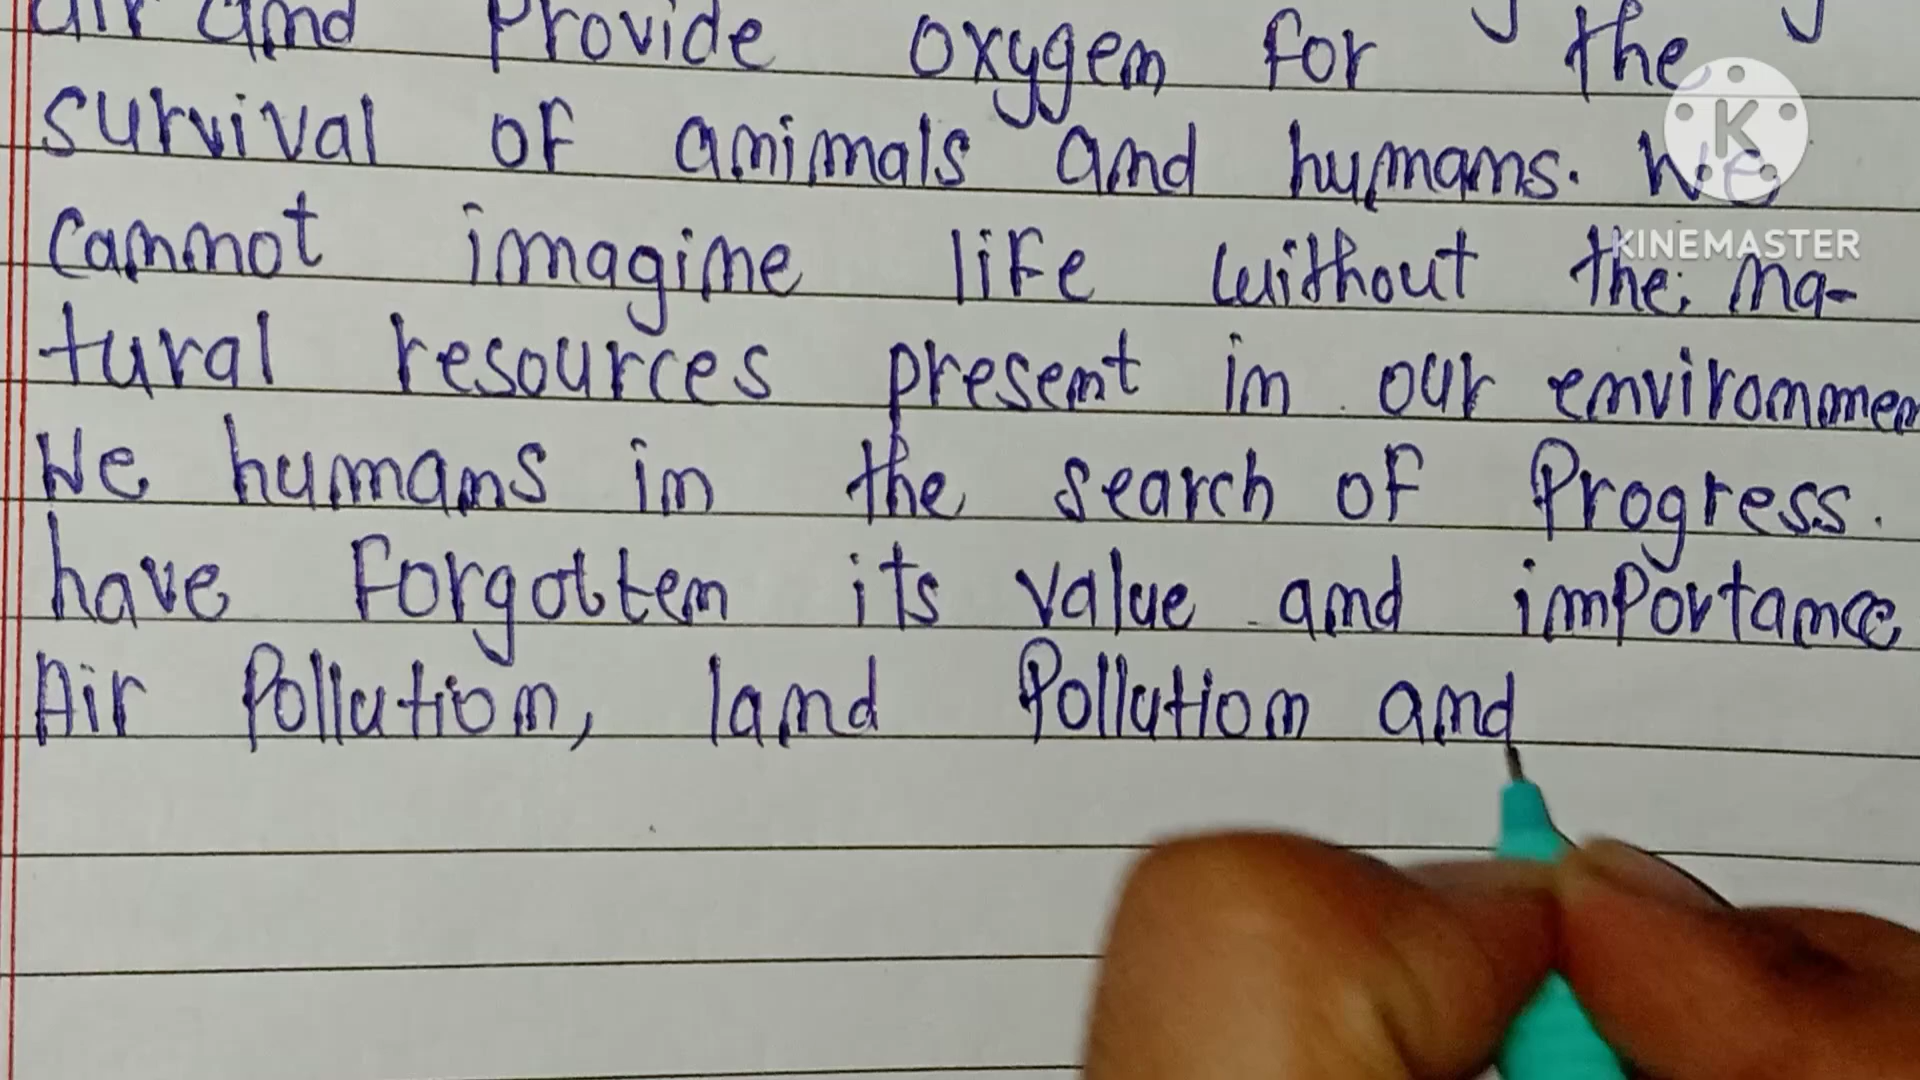 air and Provide oxygen for the
survival of animals and humans. We
cannot imagine life without the na-
tural resources present in our environmen
We humans in the search of Progress.
have Forgotten its value and importance
Air Pollution, land Pollution and
K
KINEMASTER